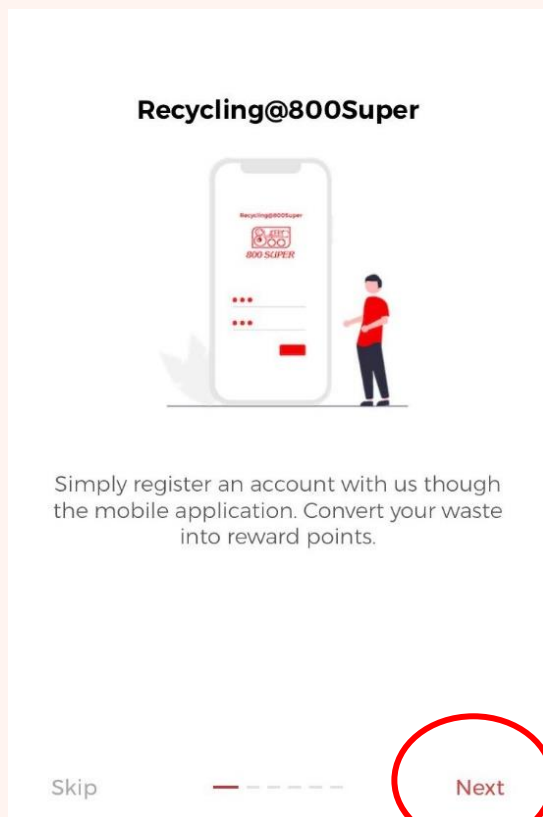 Recycling@800Super
Recycling@800Super
800 SUPER
Simply register an account with us though
the mobile application. Convert your waste
into reward points.
Skip
Next